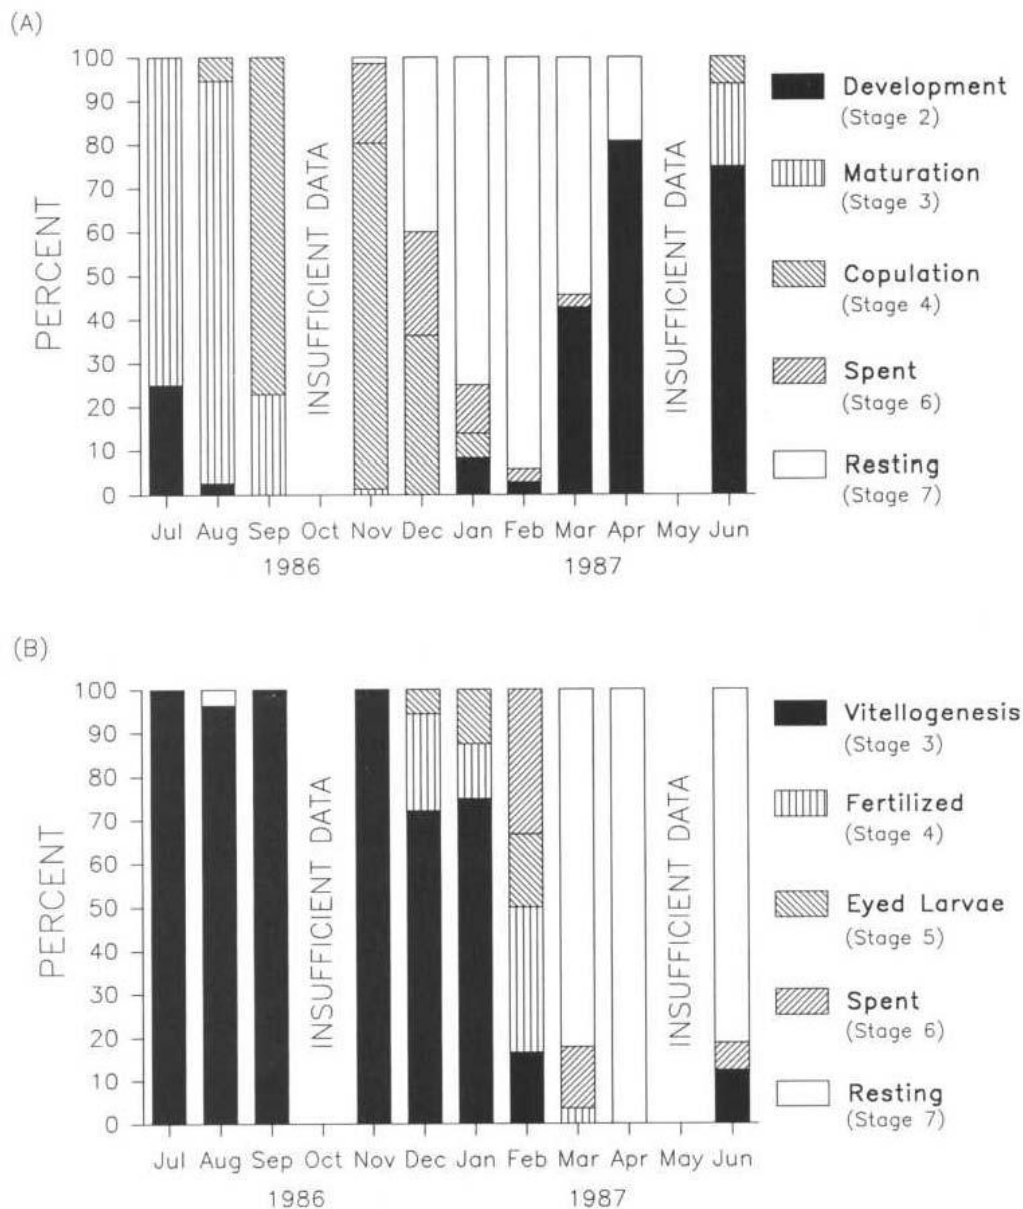 (A)
100
90
80
70
60
50
40
30
20
10
0
PERCENT
INSUFFICIENT DATA
INSUFFICIENT DATA
Jul Aug Sep Oct Nov Dec Jan Feb Mar Apr May Jun
1986 1987
Development
(Stage 2)
Maturation
(Stage 3)
Copulation
(Stage 4)
Spent
(Stage 6)
Resting
(Stage 7)
(B)
100
90
80
70
60
50
40
30
20
10
0
PERCENT
INSUFFICIENT DATA
INSUFFICIENT DATA
Jul Aug Sep Oct Nov Dec Jan Feb Mar Apr May Jun
1986 1987
Vitellogenesis
(Stage 3)
Fertilized
(Stage 4)
Eyed Larvae
(Stage 5)
Spent
(Stage 6)
Resting
(Stage 7)